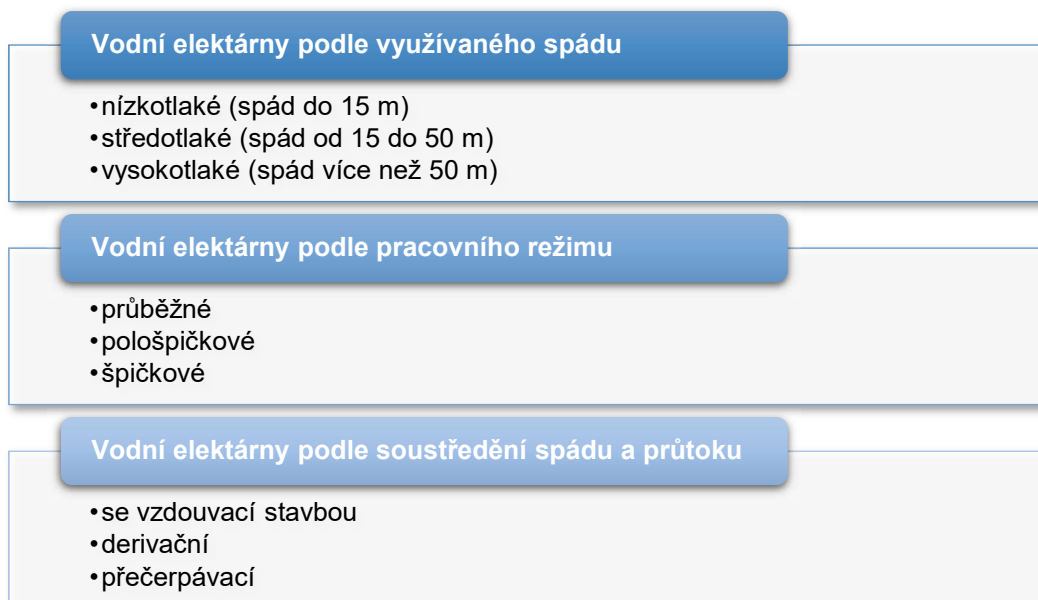 Vodní elektárny podle využívaného spádu
•nízkotlaké (spád do 15 m)
•středotlaké (spád od 15 do 50 m)
•vysokotlaké (spád více než 50 m)
Vodní elektárny podle pracovního režimu
•průběžné
•pološpičkové
•špičkové
Vodní elektárny podle soustředění spádu a průtoku
•se vzdouvací stavbou
•derivační
•přečerpávací